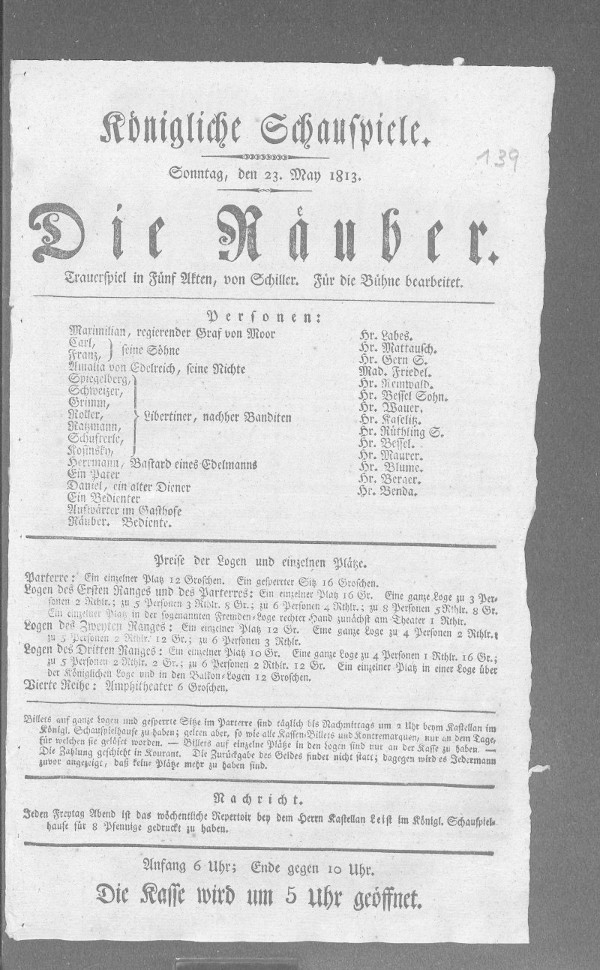 Königliche Schauspiele.
139
Sonntag, den 23. May 1813.
Die Räuber.
Trauerspiel in Fünf Akten, von Schiller. Für die Bühne bearbeitet.
Personen:
Maximilian, regierender Graf von Moor
Hr. Labes.
Carl,
Franz, } seine Söhne
Hr. Mattausch.
Hr. Gern S.
Amalia von Edelreich, seine Nichte
Mad. Friedel.
Spiegelberg,
Hr. Reinwald.
Schweizer,
Hr. Bessel Sohn.
Grimm,
Hr. Wauer.
Roller,
Hr. Kaselitz.
Razmann,
Libertiner, nachher Banditen
Hr. Rüthling S.
Schufterle,
Hr. Bessel.
Kosinsky,
Hr. Maurer.
Herrmann, Bastard eines Edelmanns
Hr. Blume.
Ein Pater
Hr. Berger.
Daniel, ein alter Diener
Hr. Benda.
Ein Bedienter
Aufwärter im Gasthofe
Räuber. Bediente.
Preise der Logen und einzelnen Plätze.
Parterre: Ein einzelner Platz 12 Groschen. Ein gesperrter Sitz 16 Groschen.
Logen des Ersten Ranges und des Parterres: Ein einzelner Platz 16 Gr. Eine ganze Loge zu 3 Per-
sonen 2 Rthlr.; zu 5 Personen 3 Rthlr. 8 Gr.; zu 6 Personen 4 Rthlr.; zu 8 Personen 5 Rthlr. 8 Gr.
Ein einzelner Platz in der sogenannten Fremden-Loge rechter Hand zunächst am Theater 1 Rthlr.
Logen des Zweyten Ranges: Ein einzelner Platz 12 Gr. Eine ganze Loge zu 4 Personen 2 Rthlr.;
zu 5 Personen 2 Rthlr. 12 Gr.; zu 6 Personen 3 Rthlr.
Logen des Dritten Ranges: Ein einzelner Platz 10 Gr. Eine ganze Loge zu 4 Personen 1 Rthlr. 16 Gr.;
zu 5 Personen 2 Rthlr. 2 Gr.; zu 6 Personen 2 Rthlr. 12 Gr. Ein einzelner Platz in einer Loge über
der Königlichen Loge und in den Balkon-Logen 12 Groschen.
Vierte Reihe: Amphitheater 6 Groschen.
Billets auf ganze Logen und gesperrte Sitze im Parterre sind täglich bis Nachmittags um 2 Uhr beym Kastellan im
Königl. Schauspielhause zu haben; gelten aber, so wie alle Kassen-Billets und Kontremarquen, nur an dem Tage,
für welchen sie gelöset worden. — Billets auf einzelne Plätze in den Logen sind nur an der Kasse zu haben. —
Die Zahlung geschieht in Kourant. Die Zurückgabe des Geldes findet nicht statt; dagegen wird es Jedermann
zuvor angezeigt, daß keine Plätze mehr zu haben sind.
Nachricht.
Jeden Freytag Abend ist das wöchentliche Repertoir bey dem Herrn Kastellan Leist im Königl. Schauspiel-
hause für 8 Pfennige gedruckt zu haben.
Anfang 6 Uhr; Ende gegen 10 Uhr.
Die Kasse wird um 5 Uhr geöffnet.